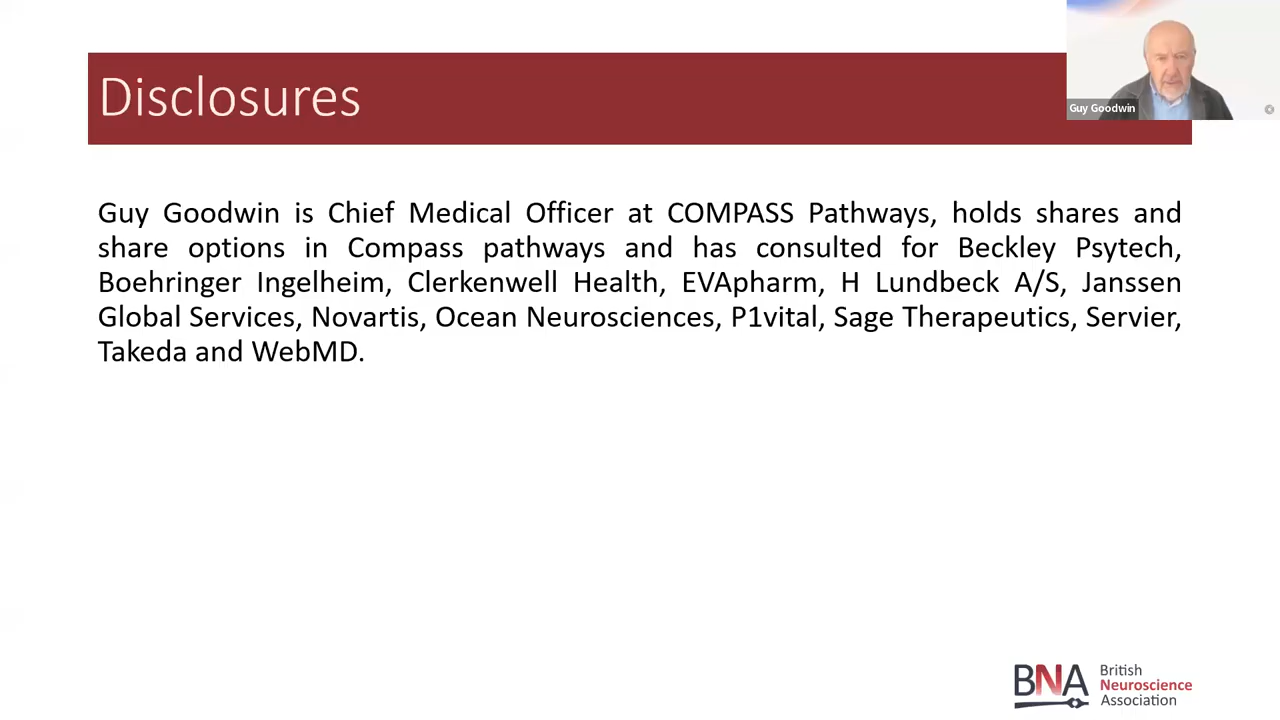 Disclosures
Guy Goodwin
Guy Goodwin is Chief Medical Officer at COMPASS Pathways, holds shares and
share options in Compass pathways and has consulted for Beckley Psytech,
Boehringer Ingelheim, Clerkenwell Health, EVApharm, H Lundbeck A/S, Janssen
Global Services, Novartis, Ocean Neurosciences, P1vital, Sage Therapeutics, Servier,
Takeda and WebMD.
BNA
British
Neuroscience
Association